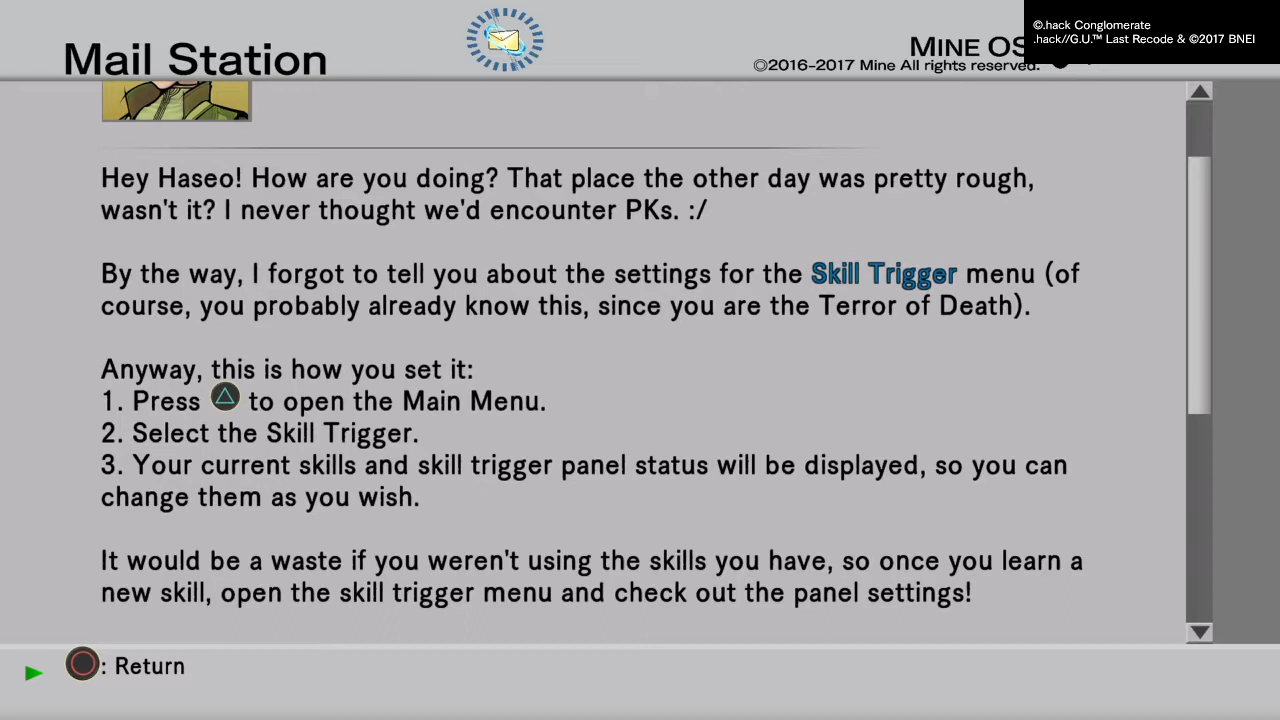 Mail Station
MINE OS
©2016-2017 Mine All rights reserved.
©.hack Conglomerate
.hack//G.U.™ Last Recode & ©2017 BNEI
Hey Haseo! How are you doing? That place the other day was pretty rough,
wasn't it? I never thought we'd encounter PKs. :/
By the way, I forgot to tell you about the settings for the Skill Trigger menu (of
course, you probably already know this, since you are the Terror of Death).
Anyway, this is how you set it:
1. Press △ to open the Main Menu.
2. Select the Skill Trigger.
3. Your current skills and skill trigger panel status will be displayed, so you can
change them as you wish.
It would be a waste if you weren't using the skills you have, so once you learn a
new skill, open the skill trigger menu and check out the panel settings!
: Return